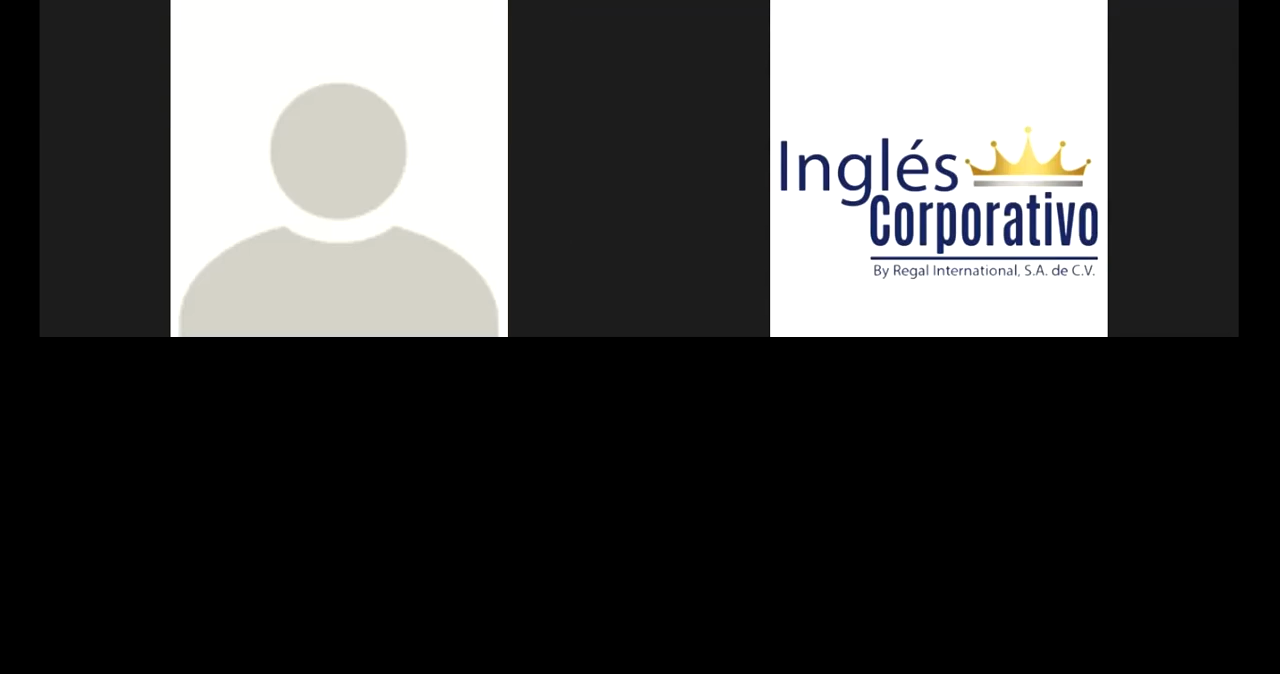 Inglés
Corporativo
By Regal International, S.A. de C.V.